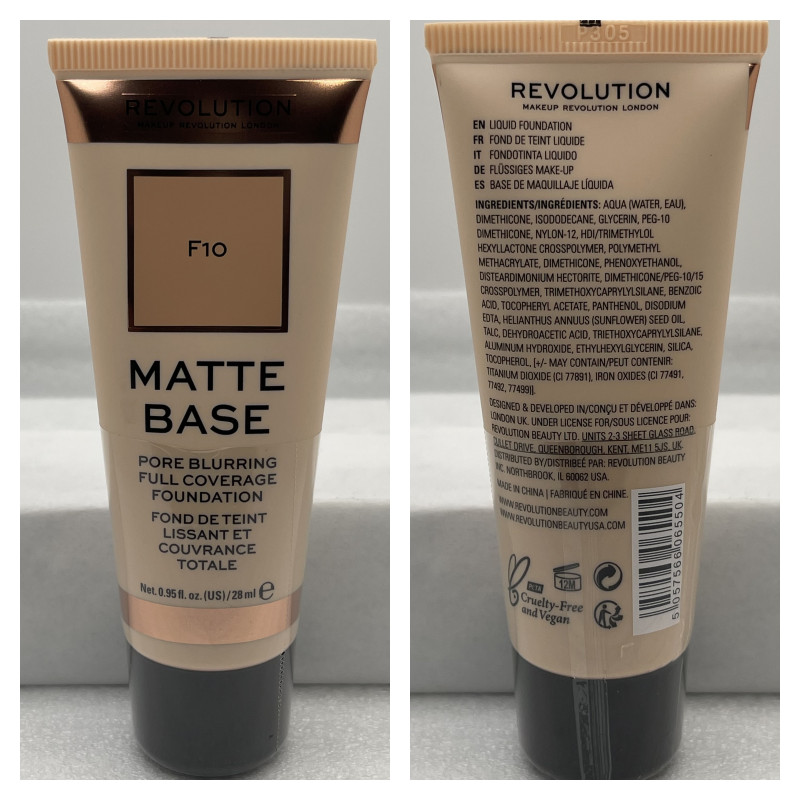 REVOLUTION
MAKEUP REVOLUTION LONDON
F10
MATTE
BASE
PORE BLURRING
FULL COVERAGE
FOUNDATION
FOND DE TEINT
LISSANT ET
COUVRANCE
TOTALE
Net. 0.95 fl. oz. (US) / 28 ml ℮
P305
REVOLUTION
MAKEUP REVOLUTION LONDON
EN LIQUID FOUNDATION
FR FOND DE TEINT LIQUIDE
IT FONDOTINTA LIQUIDO
DE FLÜSSIGES MAKE-UP
ES BASE DE MAQUILLAJE LÍQUIDA
INGREDIENTS/INGRÉDIENTS: AQUA (WATER, EAU),
DIMETHICONE, ISODODECANE, GLYCERIN, PEG-10
DIMETHICONE, NYLON-12, HDI/TRIMETHYLOL
HEXYLLACTONE CROSSPOLYMER, POLYMETHYL
METHACRYLATE, DIMETHICONE, PHENOXYETHANOL,
DISTEARDIMONIUM HECTORITE, DIMETHICONE/PEG-10/15
CROSSPOLYMER, TRIMETHOXYCAPRYLYLSILANE, BENZOIC
ACID, TOCOPHERYL ACETATE, PANTHENOL, DISODIUM
EDTA, HELIANTHUS ANNUUS (SUNFLOWER) SEED OIL,
TALC, DEHYDROACETIC ACID, TRIETHOXYCAPRYLYLSILANE,
ALUMINUM HYDROXIDE, ETHYLHEXYLGLYCERIN, SILICA,
TOCOPHEROL, [+/- MAY CONTAIN/PEUT CONTENIR:
TITANIUM DIOXIDE (CI 77891), IRON OXIDES (CI 77491,
77492, 77499)].
DESIGNED & DEVELOPED IN/CONÇU ET DÉVELOPPÉ DANS:
LONDON UK. UNDER LICENSE FOR/SOUS LICENCE POUR:
REVOLUTION BEAUTY LTD. UNITS 2-3 SHEET GLASS ROAD,
CULLET DRIVE, QUEENBOROUGH, KENT, ME11 5JS, UK.
DISTRIBUTED BY/DISTRIBEÉ PAR: REVOLUTION BEAUTY
INC. NORTHBROOK, IL 60062 USA.
MADE IN CHINA | FABRIQUÉ EN CHINE.
WWW.REVOLUTIONBEAUTY.COM
WWW.REVOLUTIONBEAUTYUSA.COM
PETA
Cruelty-Free
and Vegan
12M
5 057566 065504